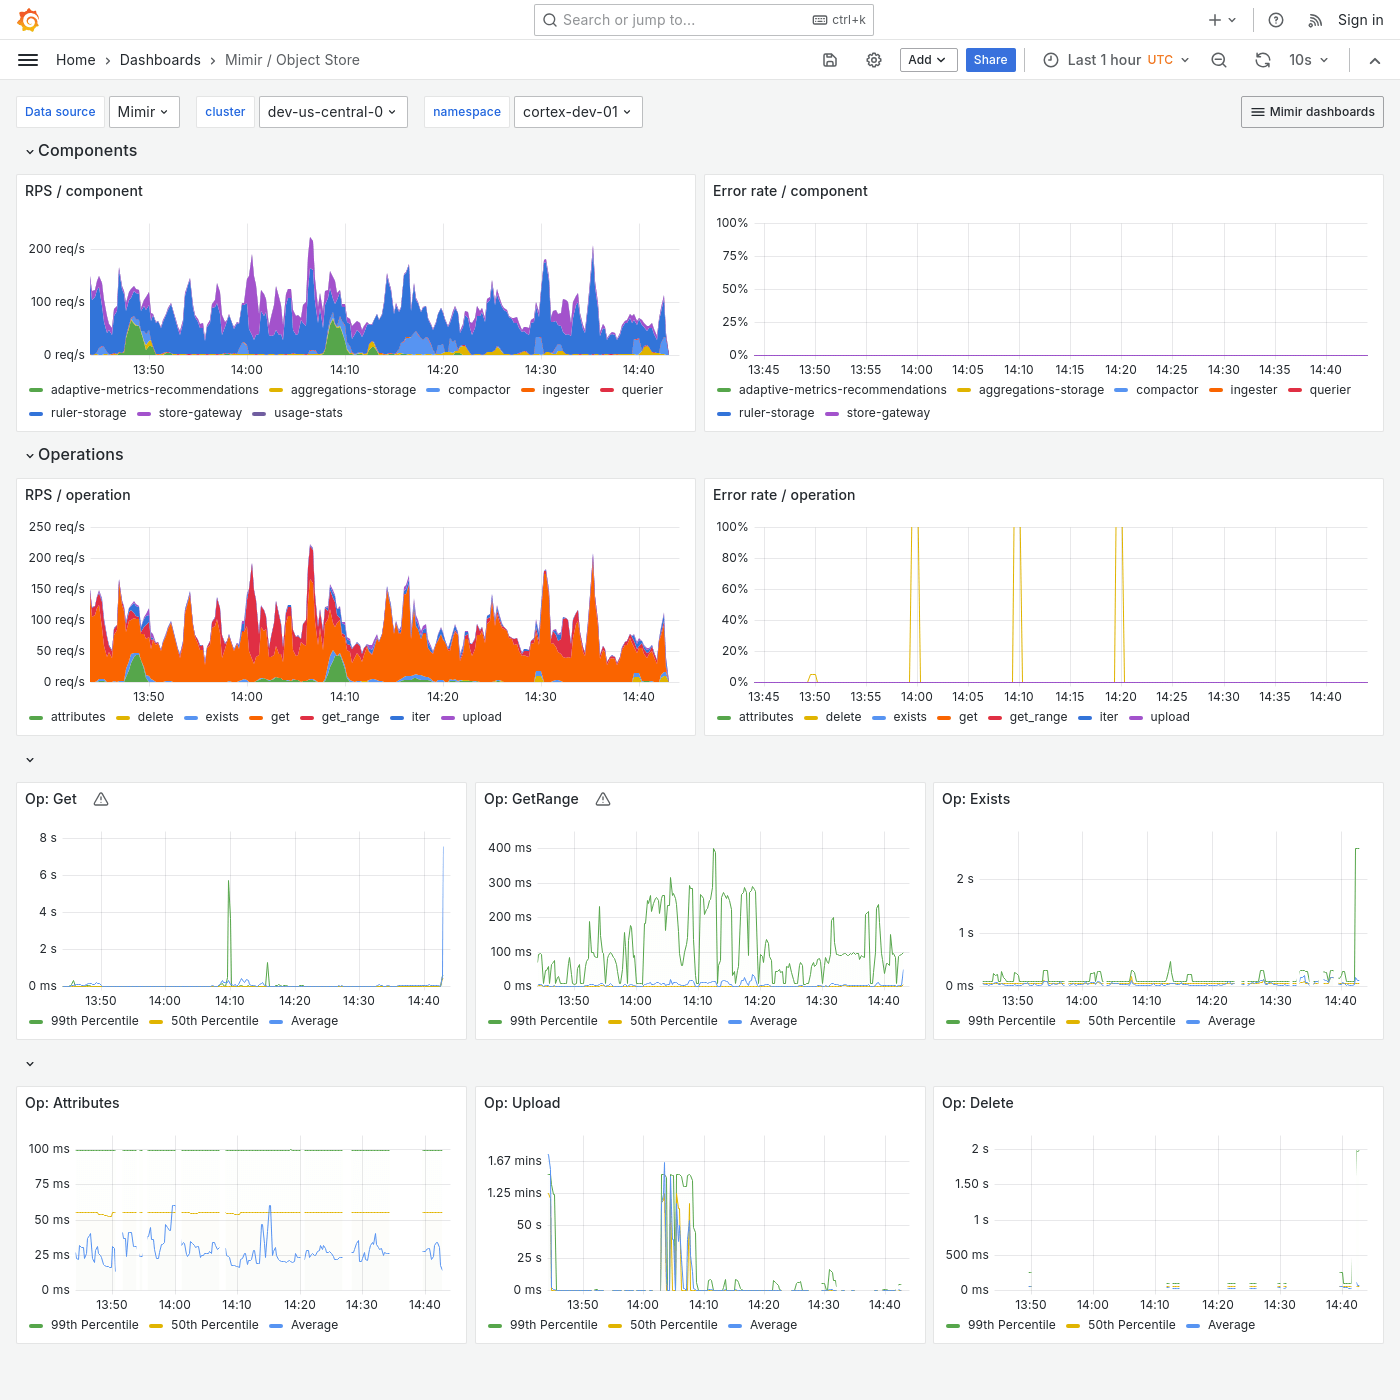 Search or jump to... ctrl+k Sign in
Home › Dashboards › Mimir / Object Store Add Share Last 1 hour UTC 10s
Data source Mimir cluster dev-us-central-0 namespace cortex-dev-01 Mimir dashboards
Components
RPS / component
200 req/s
100 req/s
0 req/s
13:50 14:00 14:10 14:20 14:30 14:40
adaptive-metrics-recommendations aggregations-storage compactor ingester querier
ruler-storage store-gateway usage-stats
Error rate / component
100%
75%
50%
25%
0%
13:45 13:50 13:55 14:00 14:05 14:10 14:15 14:20 14:25 14:30 14:35 14:40
adaptive-metrics-recommendations aggregations-storage compactor ingester querier
ruler-storage store-gateway
Operations
RPS / operation
250 req/s
200 req/s
150 req/s
100 req/s
50 req/s
0 req/s
13:50 14:00 14:10 14:20 14:30 14:40
attributes delete exists get get_range iter upload
Error rate / operation
100%
80%
60%
40%
20%
0%
13:45 13:50 13:55 14:00 14:05 14:10 14:15 14:20 14:25 14:30 14:35 14:40
attributes delete exists get get_range iter upload
Op: Get
8 s
6 s
4 s
2 s
0 ms
13:50 14:00 14:10 14:20 14:30 14:40
99th Percentile 50th Percentile Average
Op: GetRange
400 ms
300 ms
200 ms
100 ms
0 ms
13:50 14:00 14:10 14:20 14:30 14:40
99th Percentile 50th Percentile Average
Op: Exists
2 s
1 s
0 ms
13:50 14:00 14:10 14:20 14:30 14:40
99th Percentile 50th Percentile Average
Op: Attributes
100 ms
75 ms
50 ms
25 ms
0 ms
13:50 14:00 14:10 14:20 14:30 14:40
99th Percentile 50th Percentile Average
Op: Upload
1.67 mins
1.25 mins
50 s
25 s
0 ms
13:50 14:00 14:10 14:20 14:30 14:40
99th Percentile 50th Percentile Average
Op: Delete
2 s
1.50 s
1 s
500 ms
0 ms
13:50 14:00 14:10 14:20 14:30 14:40
99th Percentile 50th Percentile Average